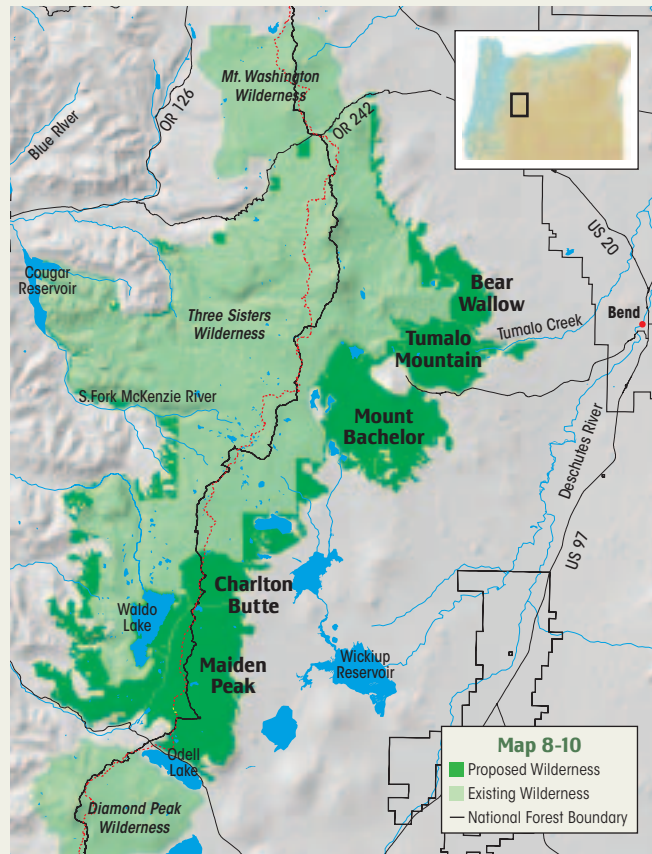 Mt. Washington
Wilderness
OR 126
OR 242
Blue River
US 20
Cougar
Reservoir
Bear
Wallow
Three Sisters
Wilderness
Bend
Tumalo Creek
Tumalo
Mountain
S.Fork McKenzie River
Mount
Bachelor
Deschutes River
US 97
Charlton
Butte
Waldo
Lake
Maiden
Peak
Wickiup
Reservoir
Odell
Lake
Diamond Peak
Wilderness
Map 8-10
Proposed Wilderness
Existing Wilderness
National Forest Boundary